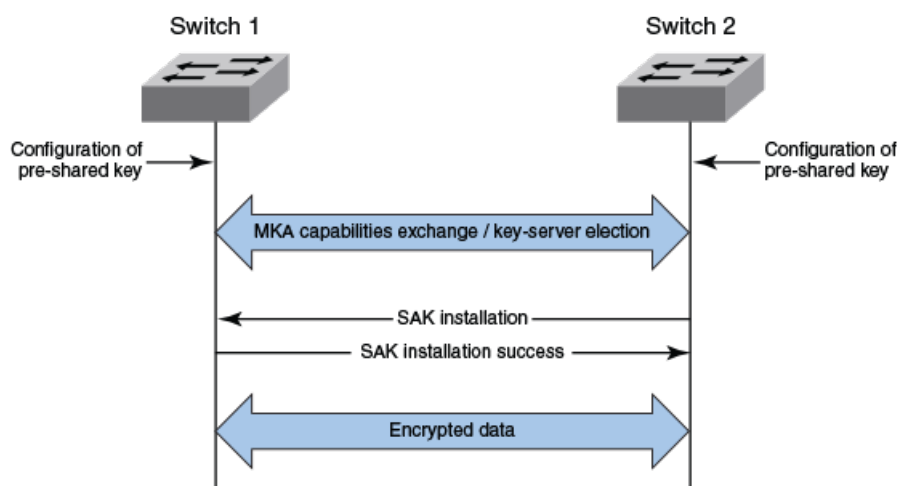 Switch 1
Switch 2
Configuration of
pre-shared key
Configuration of
pre-shared key
MKA capabilities exchange / key-server election
SAK installation
SAK installation success
Encrypted data